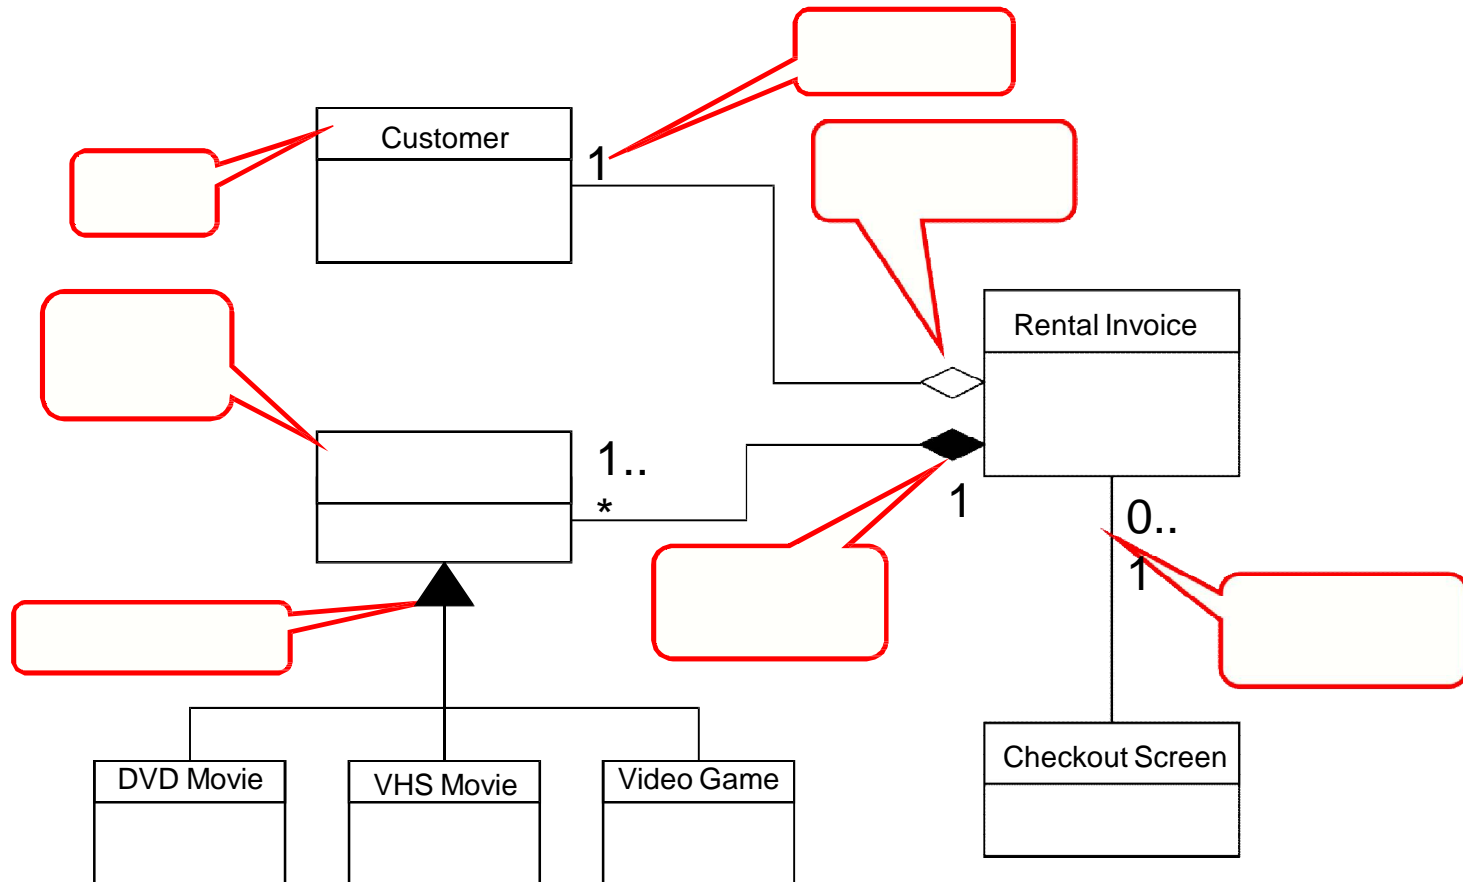 Customer
1
Rental Invoice
1..
*
1
0..
1
Checkout Screen
DVD Movie
VHS Movie
Video Game